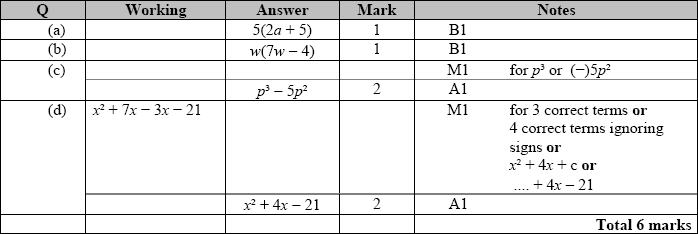 Q Working Answer Mark Notes
(a) 5(2a + 5) 1 B1
(b) w(7w – 4) 1 B1
(c) M1 for p³ or (−)5p²
p³ – 5p² 2 A1
(d) x² + 7x − 3x − 21 M1 for 3 correct terms or
4 correct terms ignoring
signs or
x² + 4x + c or
.... + 4x − 21
x² + 4x − 21 2 A1
Total 6 marks